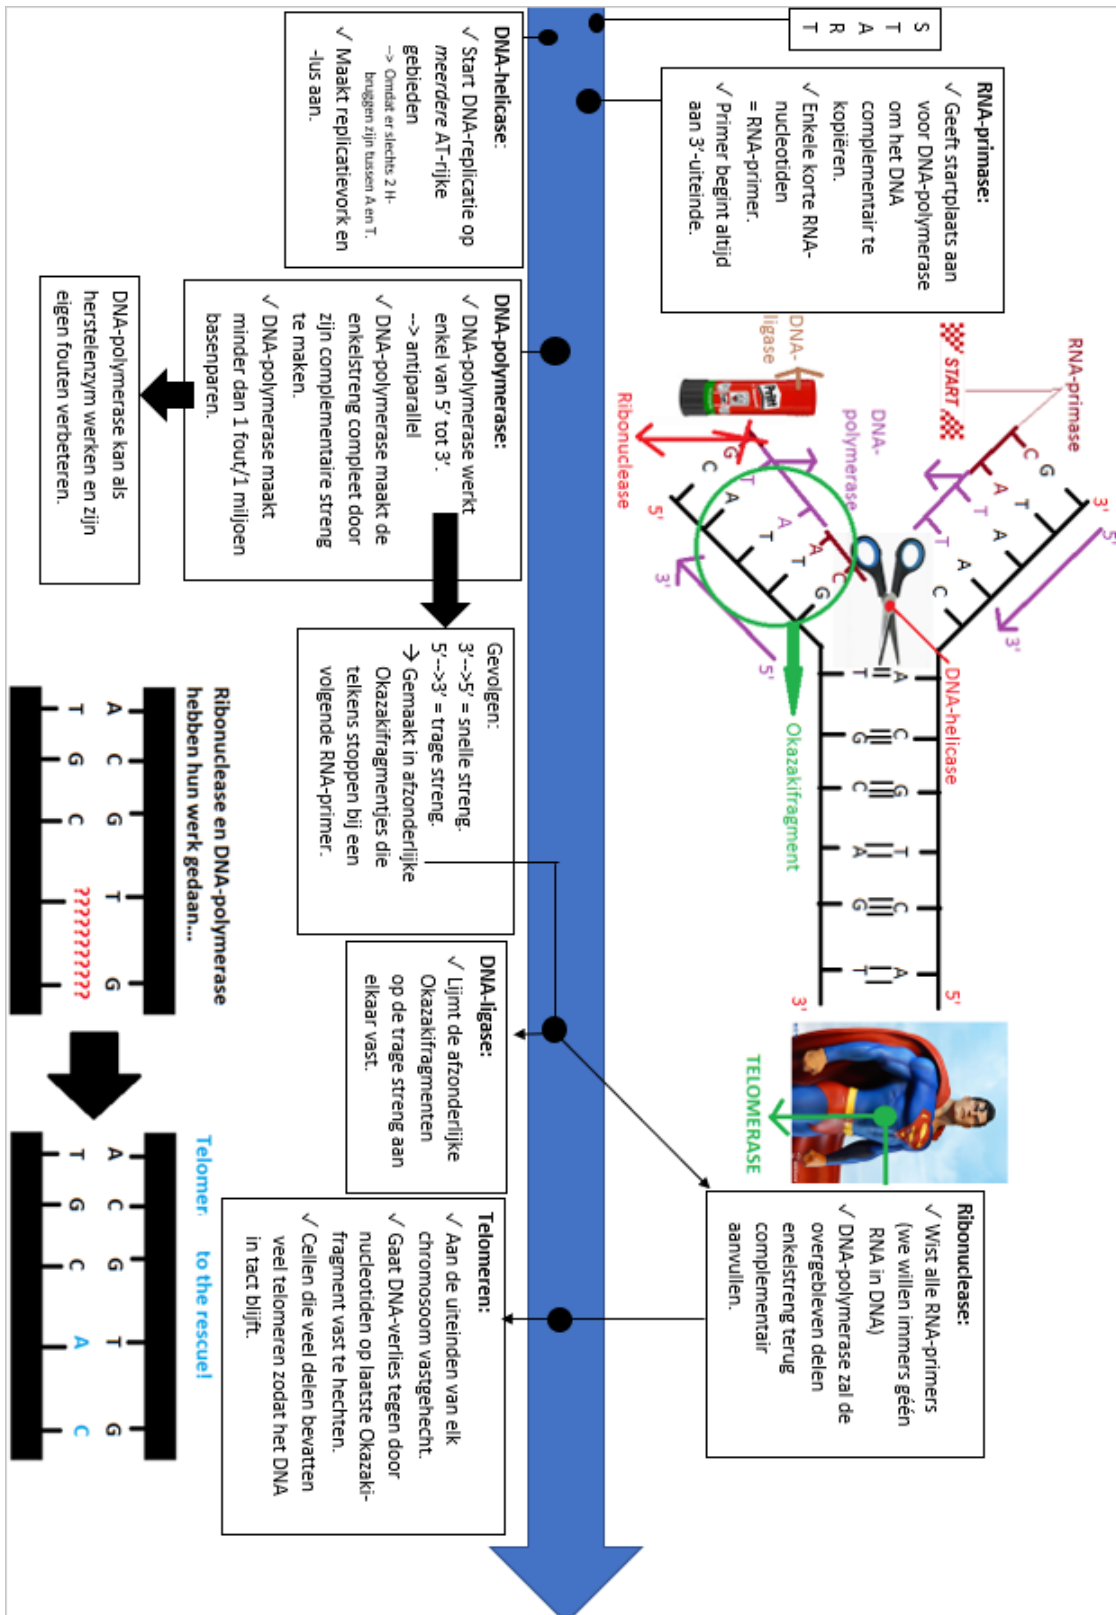 S
T
A
R
T
RNA-primase:
✓ Geeft startplaats aan
voor DNA-polymerase
om het DNA
complementair te
kopiëren.
✓ Enkele korte RNA-
nucleotiden
= RNA-primer.
✓ Primer begint altijd
aan 3’-uiteinde.
DNA-helicase:
✓ Start DNA-replicatie op
meerdere AT-rijke
gebieden
--> Omdat er slechts 2 H-
bruggen zijn tussen A en T.
✓ Maakt replicatievork en
-lus aan.
DNA-polymerase:
✓ DNA-polymerase werkt
enkel van 5’ tot 3’.
--> antiparallel
✓ DNA-polymerase maakt de
enkelstreng compleet door
zijn complementaire streng
te maken.
✓ DNA-polymerase maakt
minder dan 1 fout/1 miljoen
basenparen.
DNA-polymerase kan als
herstelenzym werken en zijn
eigen fouten verbeteren.
RNA-primase
START
3'
5'
3'
C A T T
G T A A C
DNA-helicase
DNA-
polymerase
DNA-
ligase
Pritt
Ribonuclease
G T A A C
C A T T G
5'
3'
5'
Okazakifragment
A C G T C A
T G C A G T
5'
3'
TELOMERASE
Gevolgen:
3’-->5’ = snelle streng.
5’-->3’ = trage streng.
→ Gemaakt in afzonderlijke
Okazakifragmentjes die
telkens stoppen bij een
volgende RNA-primer.
DNA-ligase:
✓ Lijmt de afzonderlijke
Okazakifragmenten
op de trage streng aan
elkaar vast.
Ribonuclease:
✓ Wist alle RNA-primers
(we willen immers géén
RNA in DNA)
✓ DNA-polymerase zal de
overgebleven delen
enkelstreng terug
complementair
aanvullen.
Telomeren:
✓ Aan de uiteinden van elk
chromosoom vastgehecht.
✓ Gaat DNA-verlies tegen door
nucleotiden op laatste Okazaki-
fragment vast te hechten.
✓ Cellen die veel delen bevatten
veel telomeren zodat het DNA
in tact blijft.
Ribonuclease en DNA-polymerase
hebben hun werk gedaan...
A C G T G
T G C ???????????
Telomer to the rescue!
A C G T G
T G C A C